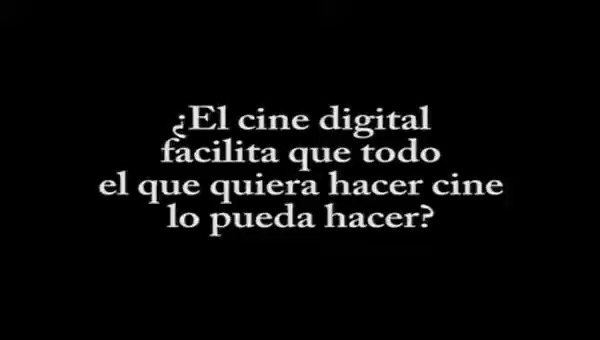 ¿El cine digital
facilita que todo
el que quiera hacer cine
lo pueda hacer?